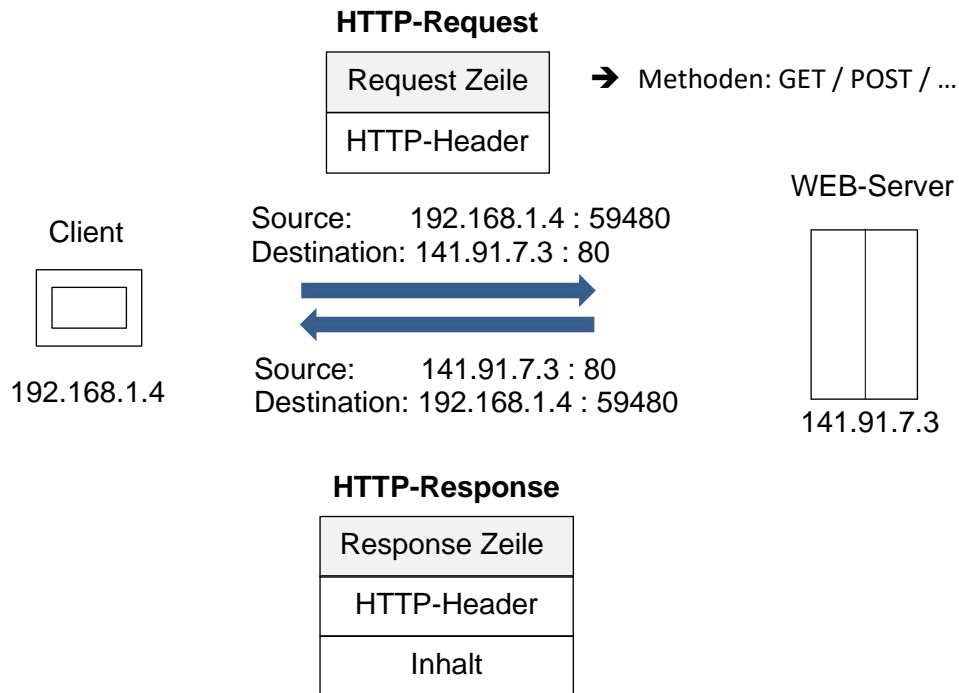 HTTP-Request
Request Zeile
➔ Methoden: GET / POST / ...
HTTP-Header
WEB-Server
Client
Source: 192.168.1.4 : 59480
Destination: 141.91.7.3 : 80
Source: 141.91.7.3 : 80
Destination: 192.168.1.4 : 59480
192.168.1.4
141.91.7.3
HTTP-Response
Response Zeile
HTTP-Header
Inhalt